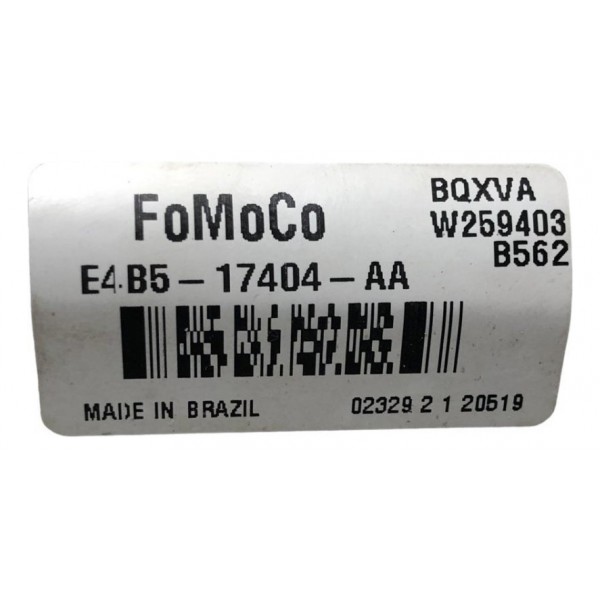 FoMoCo
BQXVA
W259403
B562
E4B5-17404-AA
MADE IN BRAZIL
02329 2 1 20519